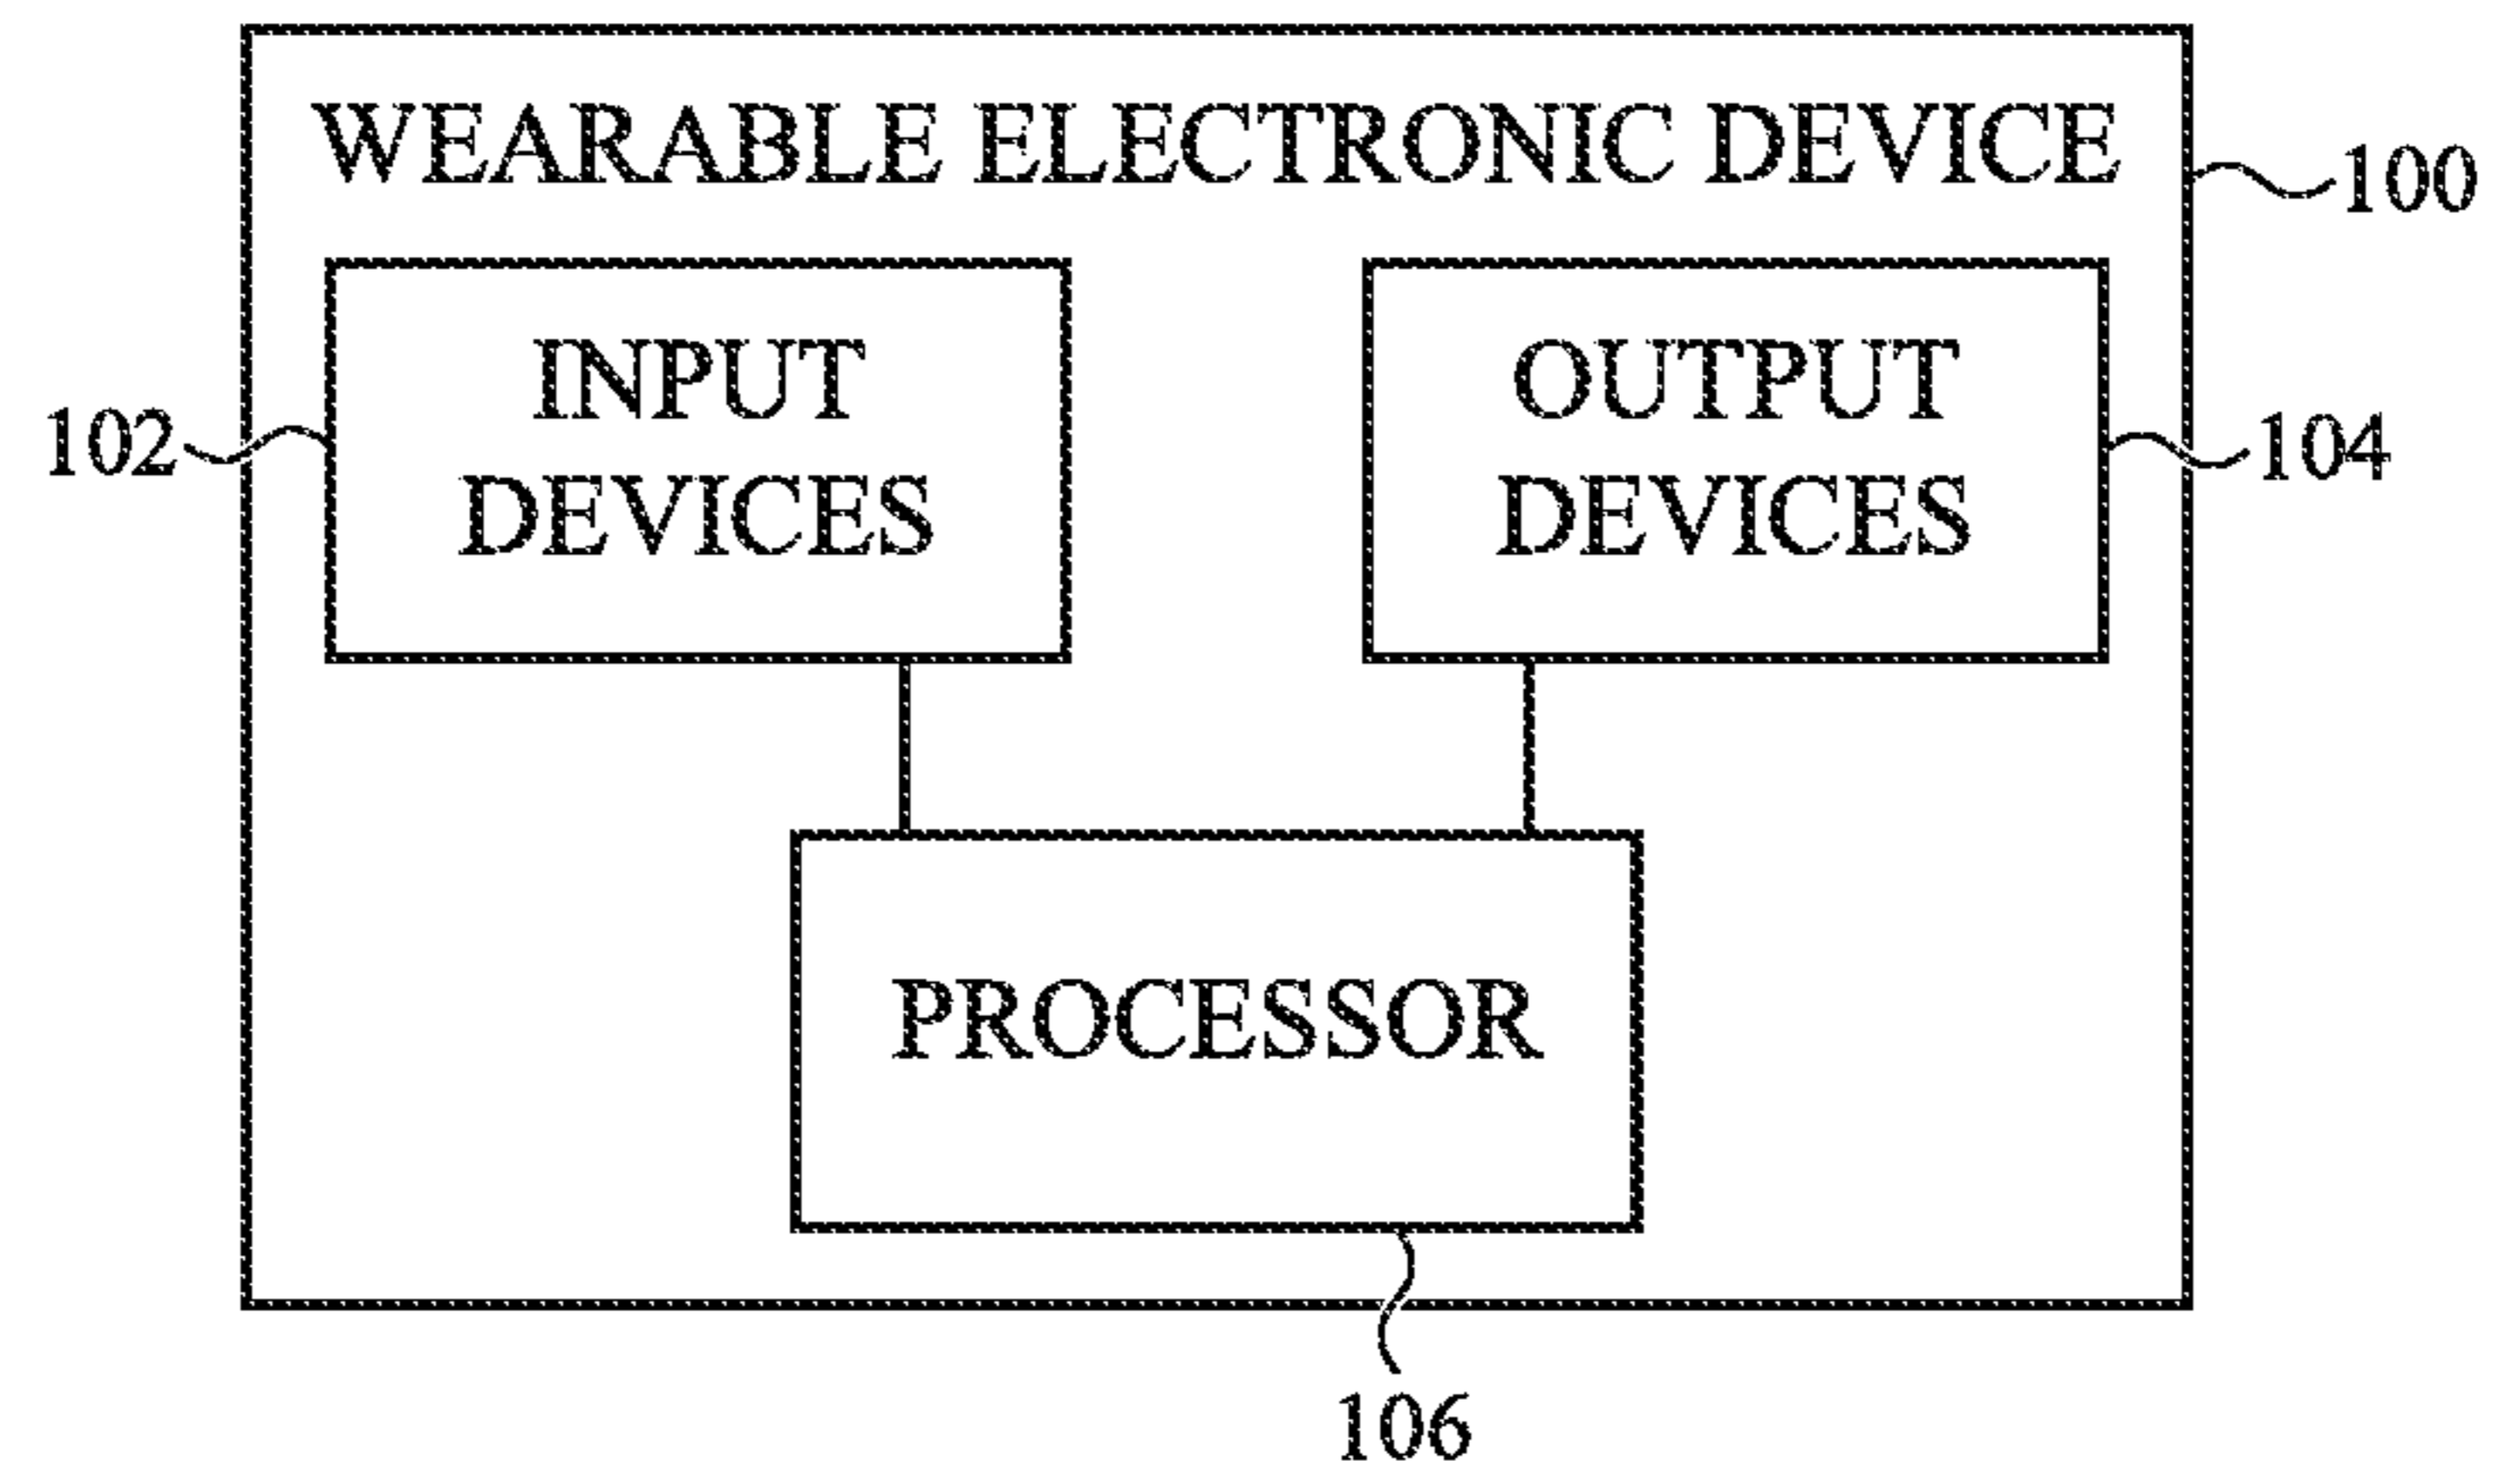 WEARABLE ELECTRONIC DEVICE
100
INPUT
DEVICES
102
OUTPUT
DEVICES
104
PROCESSOR
106